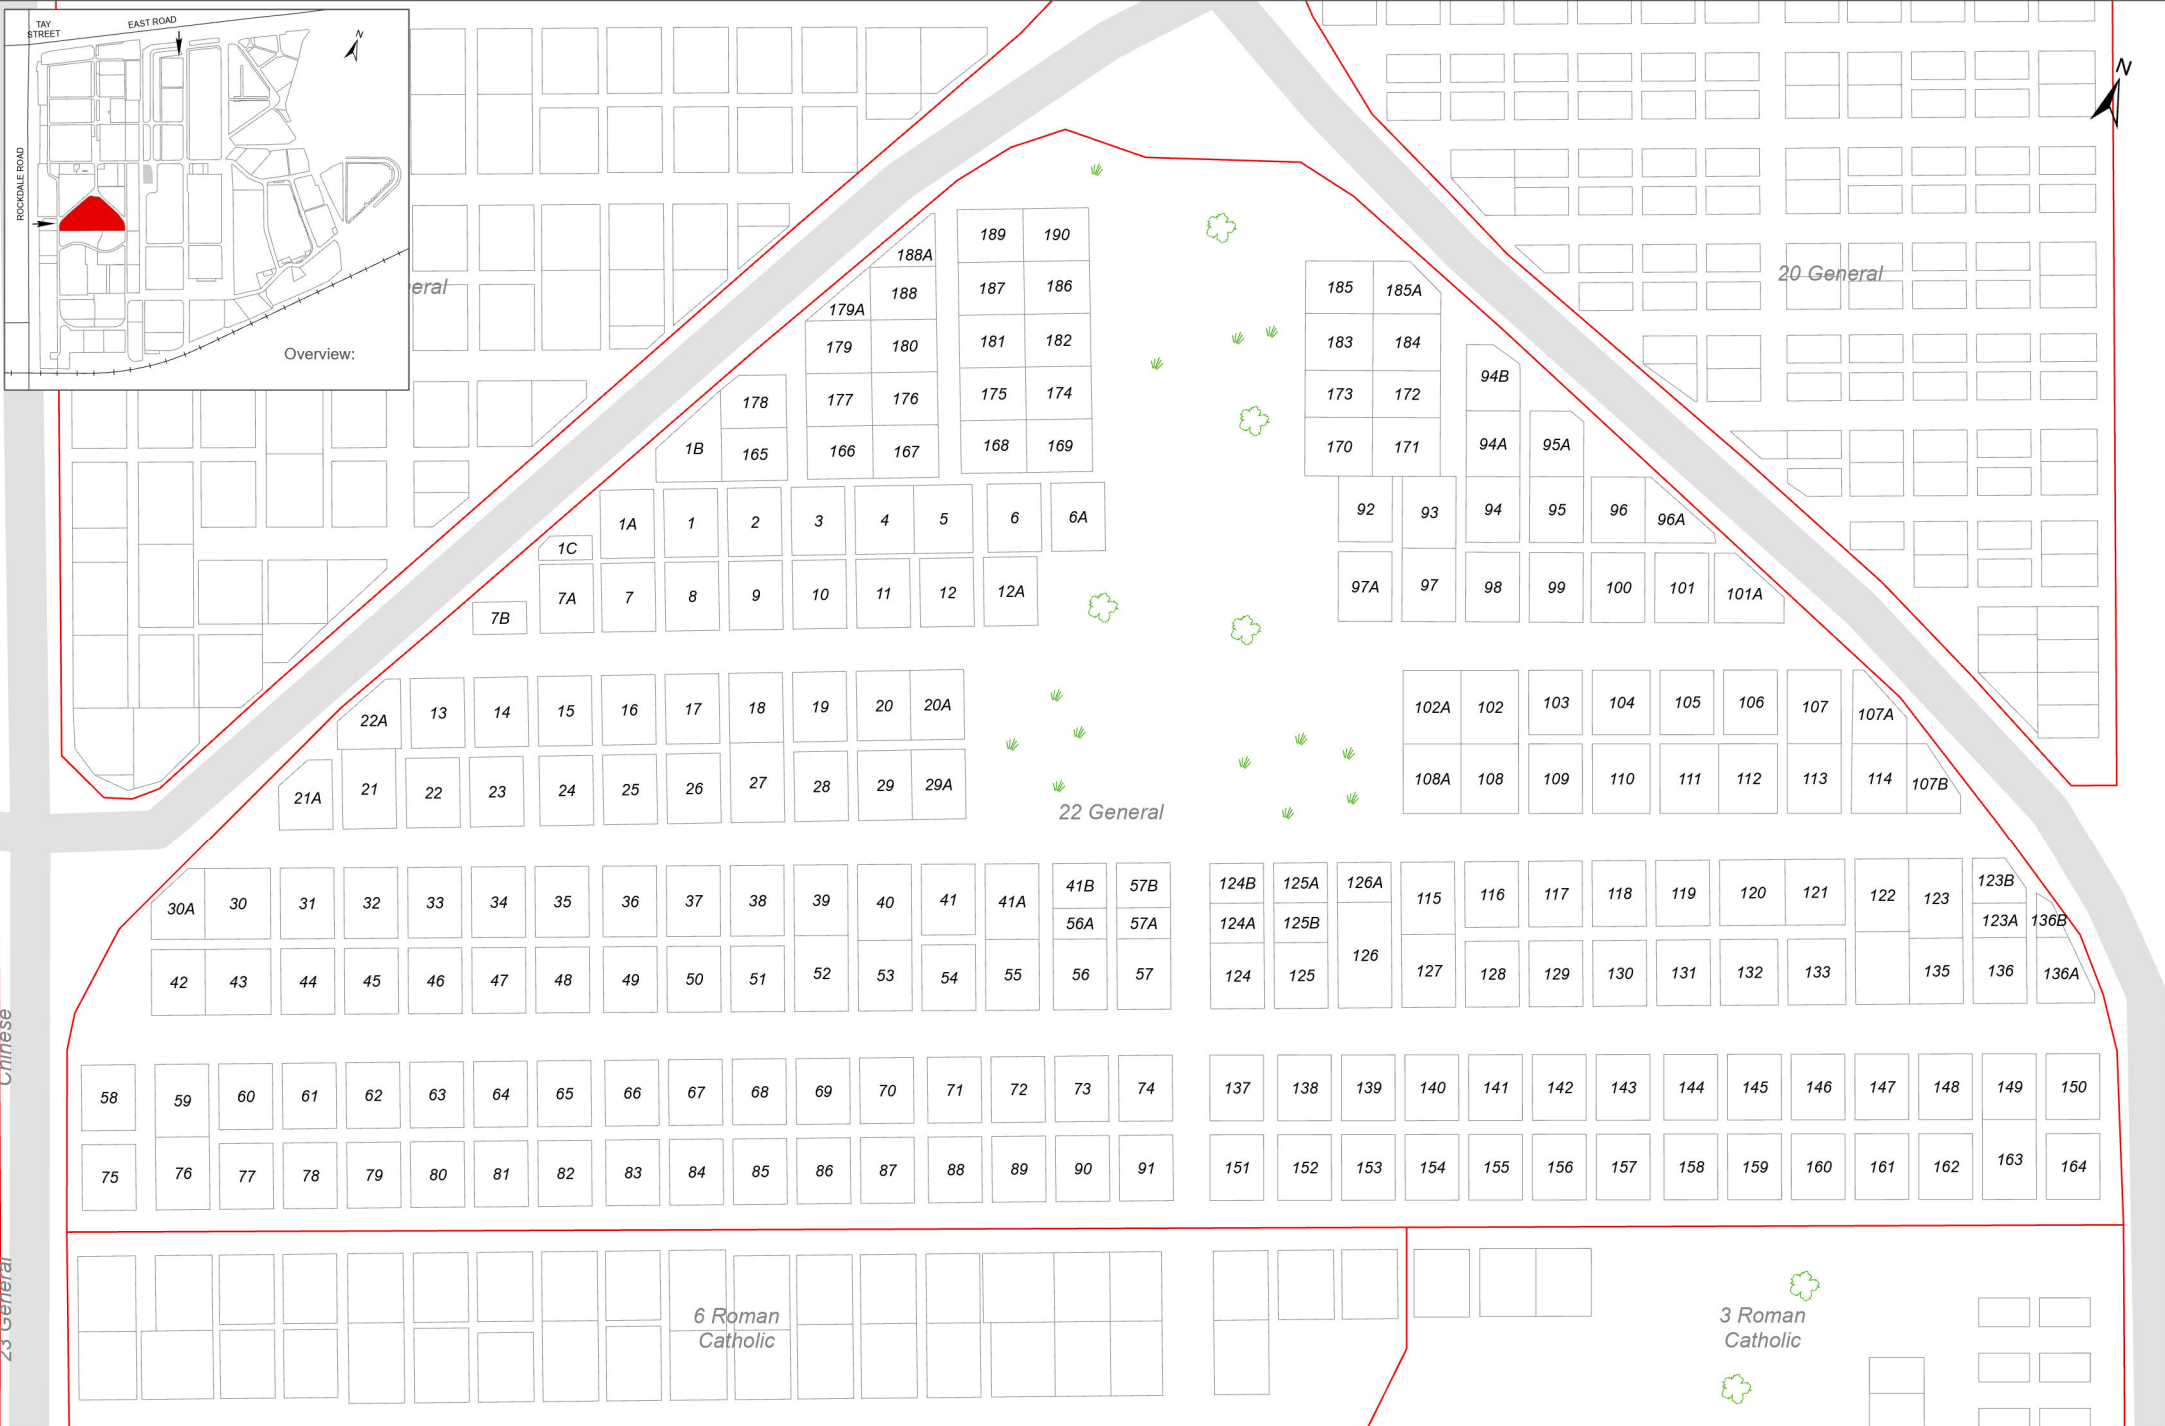 TAY
STREET
EAST ROAD
N
ROCKDALE ROAD
Overview:
N
eral
20 General
188A 189 190
179A 188 187 186 185 185A
179 180 181 182 183 184
178 177 176 175 174 173 172 94B
1B 165 166 167 168 169 170 171 94A 95A
1A 1 2 3 4 5 6 6A 92 93 94 95 96 96A
1C
7B 7A 7 8 9 10 11 12 12A 97A 97 98 99 100 101 101A
22A 13 14 15 16 17 18 19 20 20A 102A 102 103 104 105 106 107 107A
21A 21 22 23 24 25 26 27 28 29 29A 108A 108 109 110 111 112 113 114 107B
22 General
30A 30 31 32 33 34 35 36 37 38 39 40 41 41A 41B 57B 124B 125A 126A 115 116 117 118 119 120 121 122 123 123B
56A 57A 124A 125B 123A 136B
42 43 44 45 46 47 48 49 50 51 52 53 54 55 56 57 124 125 126 127 128 129 130 131 132 133 135 136 136A
58 59 60 61 62 63 64 65 66 67 68 69 70 71 72 73 74 137 138 139 140 141 142 143 144 145 146 147 148 149 150
75 76 77 78 79 80 81 82 83 84 85 86 87 88 89 90 91 151 152 153 154 155 156 157 158 159 160 161 162 163 164
Chinese
23 General
6 Roman
Catholic
3 Roman
Catholic